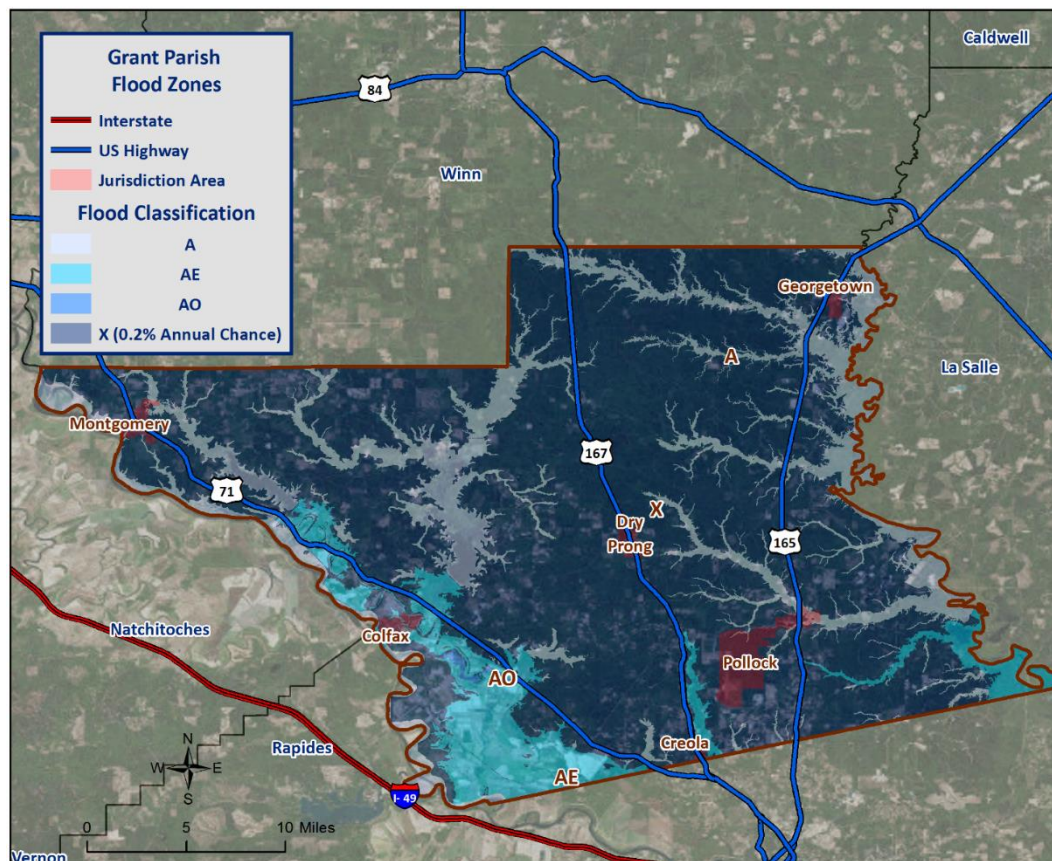 Grant Parish
Flood Zones
Interstate
US Highway
Jurisdiction Area
Flood Classification
A
AE
AO
X (0.2% Annual Chance)
Caldwell
84
Winn
Georgetown
A
La Salle
Montgomery
167
71
X
Dry
Prong
165
Natchitoches
Colfax
Pollock
AO
Rapides
Creola
AE
N
W E
S
I- 49
0 5 10 Miles
Vernon